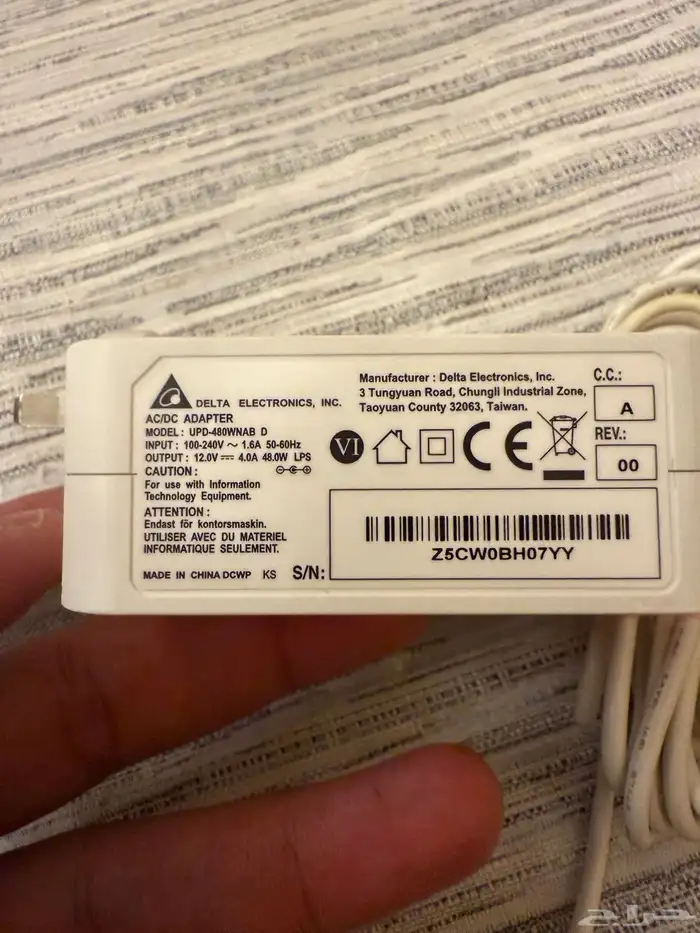 DELTA ELECTRONICS, INC.
AC/DC ADAPTER
MODEL : UPD-480WNAB D
INPUT : 100-240V ~ 1.6A 50-60Hz
OUTPUT : 12.0V ⎓ 4.0A 48.0W LPS
CAUTION :
For use with Information
Technology Equipment.
ATTENTION :
Endast för kontorsmaskin.
UTILISER AVEC DU MATERIEL
INFORMATIQUE SEULEMENT.
MADE IN CHINA DCWP KS
Manufacturer : Delta Electronics, Inc.
3 Tungyuan Road, Chungli Industrial Zone,
Taoyuan County 32063, Taiwan.
VI
CE
C.C.:
A
REV.:
00
S/N:
Z5CW0BH07YY
حراج